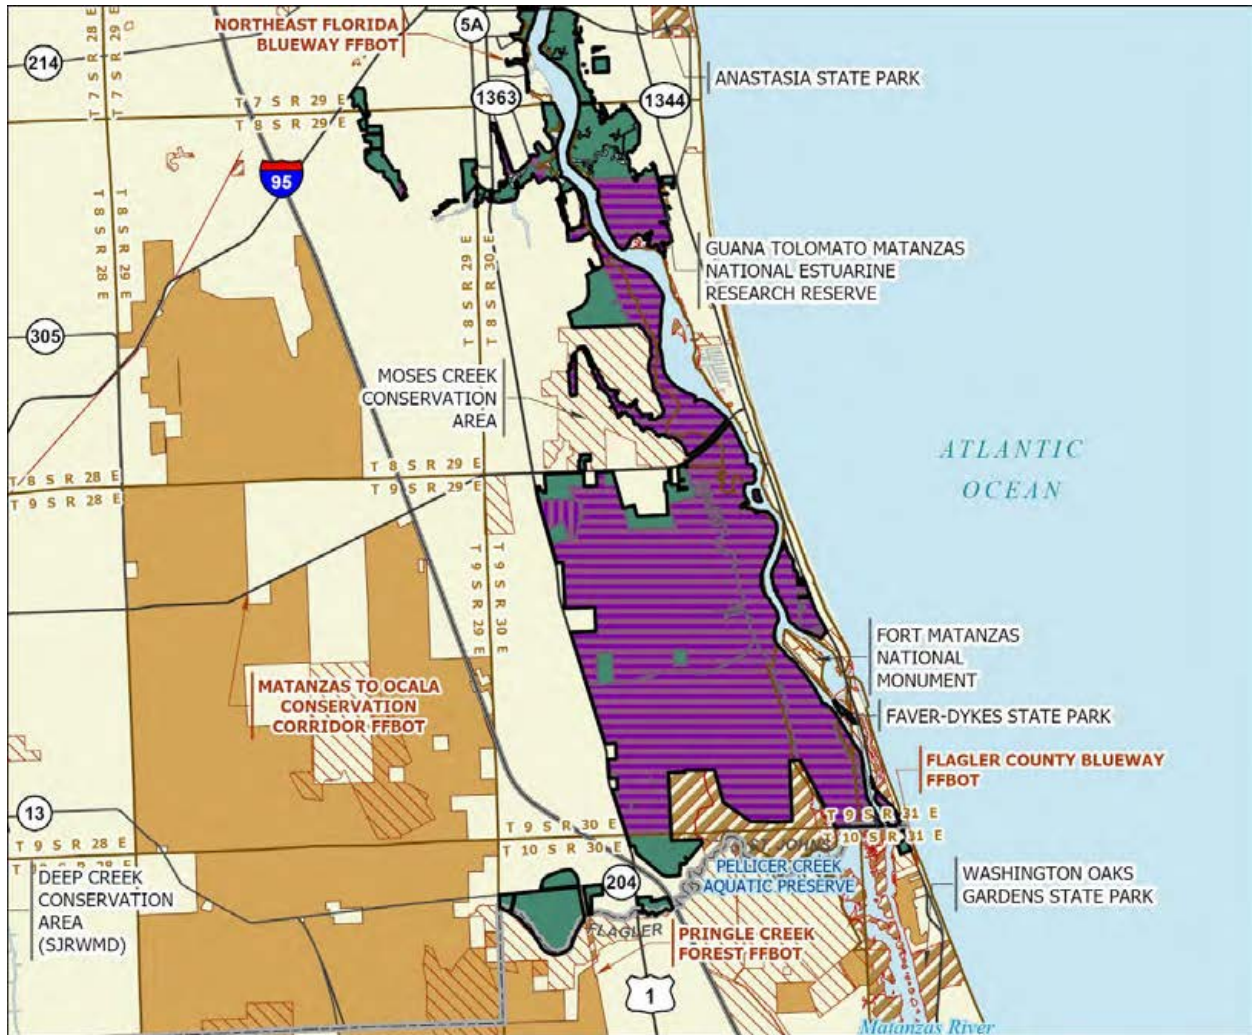 NORTHEAST FLORIDA
BLUEWAY FFBOT
5A
214
T 7 S R 28 E
T 7 S R 29 E
ANASTASIA STATE PARK
1363
1344
T 7 S R 29 E
T 8 S R 29 E
95
T 8 S R 28 E
T 8 S R 29 E
T 8 S R 29 E
T 8 S R 30 E
GUANA TOLOMATO MATANZAS
NATIONAL ESTUARINE
RESEARCH RESERVE
305
MOSES CREEK
CONSERVATION
AREA
ATLANTIC
OCEAN
T 8 S R 28 E
T 9 S R 28 E
T 8 S R 29 E
T 9 S R 29 E
T 9 S R 29 E
T 9 S R 30 E
FORT MATANZAS
NATIONAL
MONUMENT
MATANZAS TO OCALA
CONSERVATION
CORRIDOR FFBOT
FAVER-DYKES STATE PARK
FLAGLER COUNTY BLUEWAY
FFBOT
13
T 9 S R 28 E
T 9 S R 30 E
T 10 S R 30 E
T 9 S R 31 E
T 10 S R 31 E
ST JOHNS
PELLICER CREEK
AQUATIC PRESERVE
DEEP CREEK
CONSERVATION
AREA
(SJRWMD)
204
WASHINGTON OAKS
GARDENS STATE PARK
FLAGLER
PRINGLE CREEK
FOREST FFBOT
1
Matanzas River